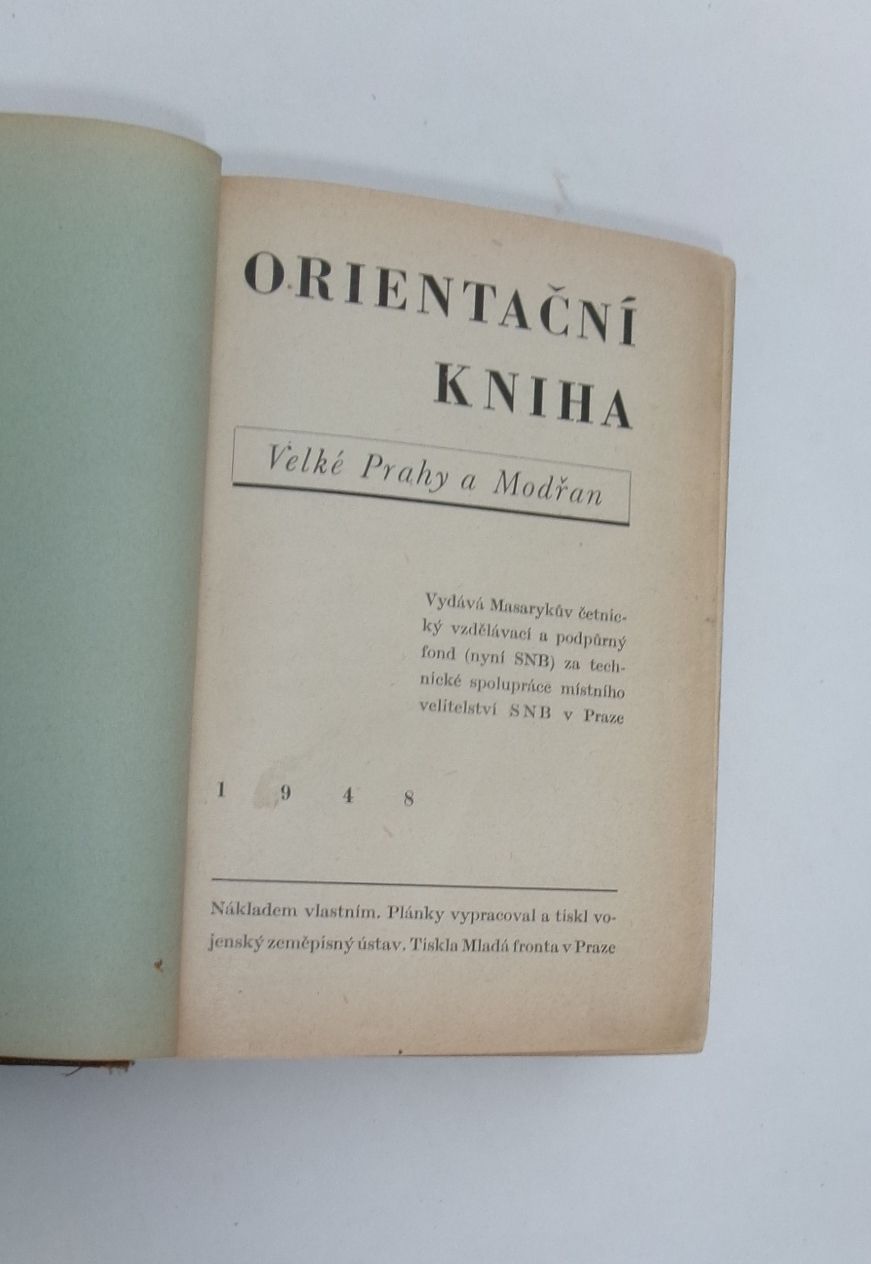 ORIENTAČNÍ
KNIHA
Velké Prahy a Modřan
Vydává Masarykův četnic-
ký vzdělávací a podpůrný
fond (nyní SNB) za tech-
nické spolupráce místního
velitelství SNB v Praze
1 9 4 8
Nákladem vlastním. Plánky vypracoval a tiskl vo-
jenský zeměpisný ústav. Tiskla Mladá fronta v Praze